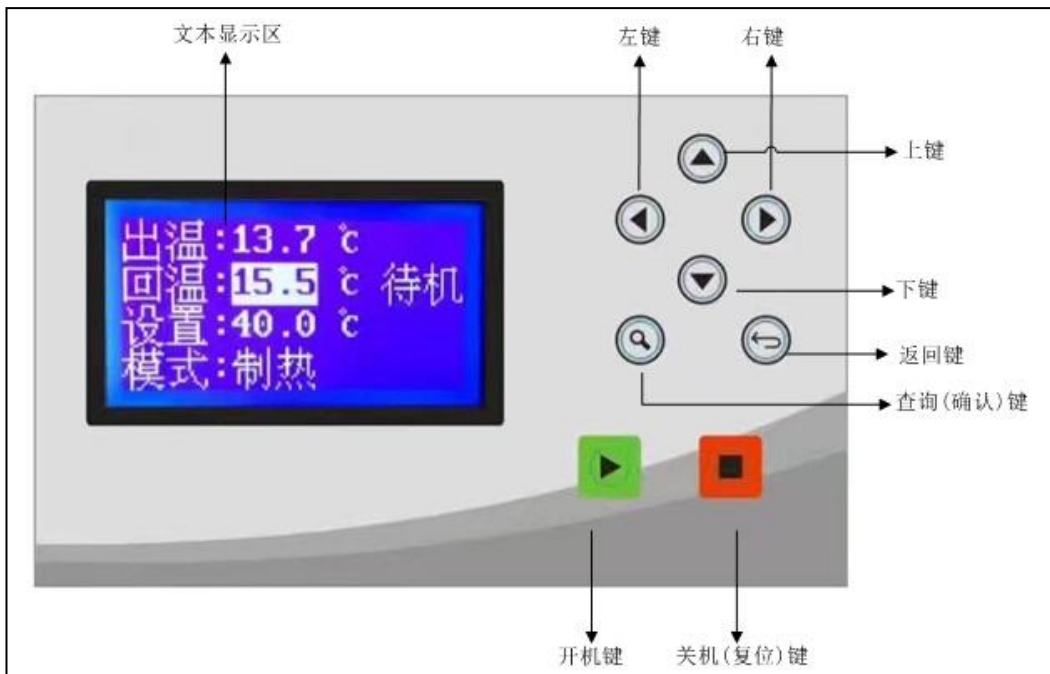 文本显示区
左键
右键
上键
出温:13.7 ℃
回温:15.5 ℃ 待机
设置:40.0 ℃
模式:制热
下键
返回键
查询(确认)键
开机键
关机(复位)键